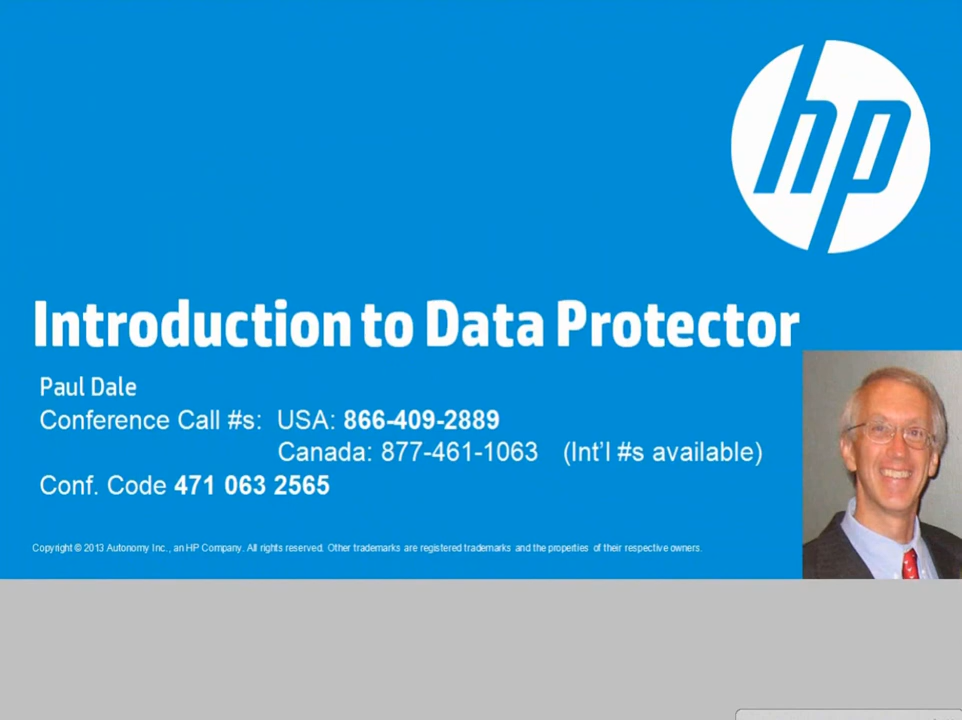 hp
Introduction to Data Protector
Paul Dale
Conference Call #s: USA: 866-409-2889
Canada: 877-461-1063 (Int'l #s available)
Conf. Code 471 063 2565
Copyright © 2013 Autonomy Inc., an HP Company. All rights reserved. Other trademarks are registered trademarks and the properties of their respective owners.